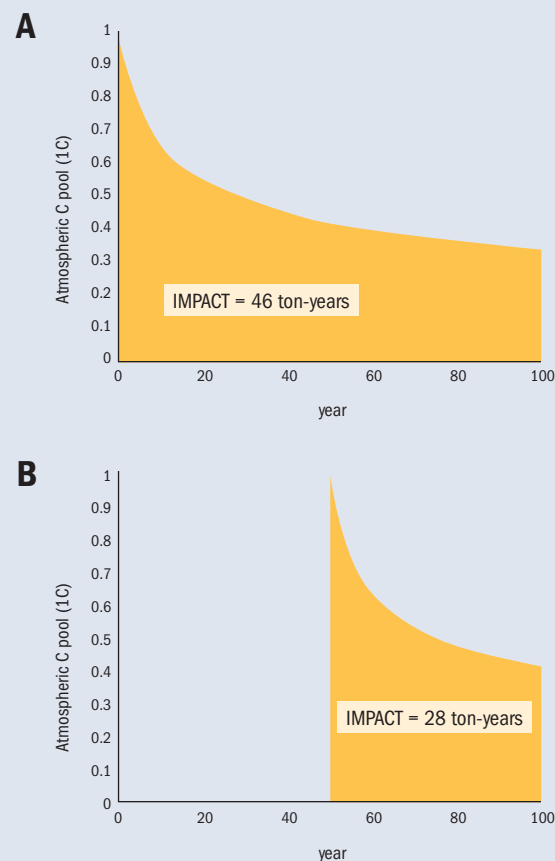 A
Atmospheric C pool (1C)
1
0.9
0.8
0.7
0.6
0.5
0.4
0.3
0.2
0.1
0
IMPACT = 46 ton-years
0 20 40 60 80 100
year
B
Atmospheric C pool (1C)
1
0.9
0.8
0.7
0.6
0.5
0.4
0.3
0.2
0.1
0
IMPACT = 28 ton-years
0 20 40 60 80 100
year